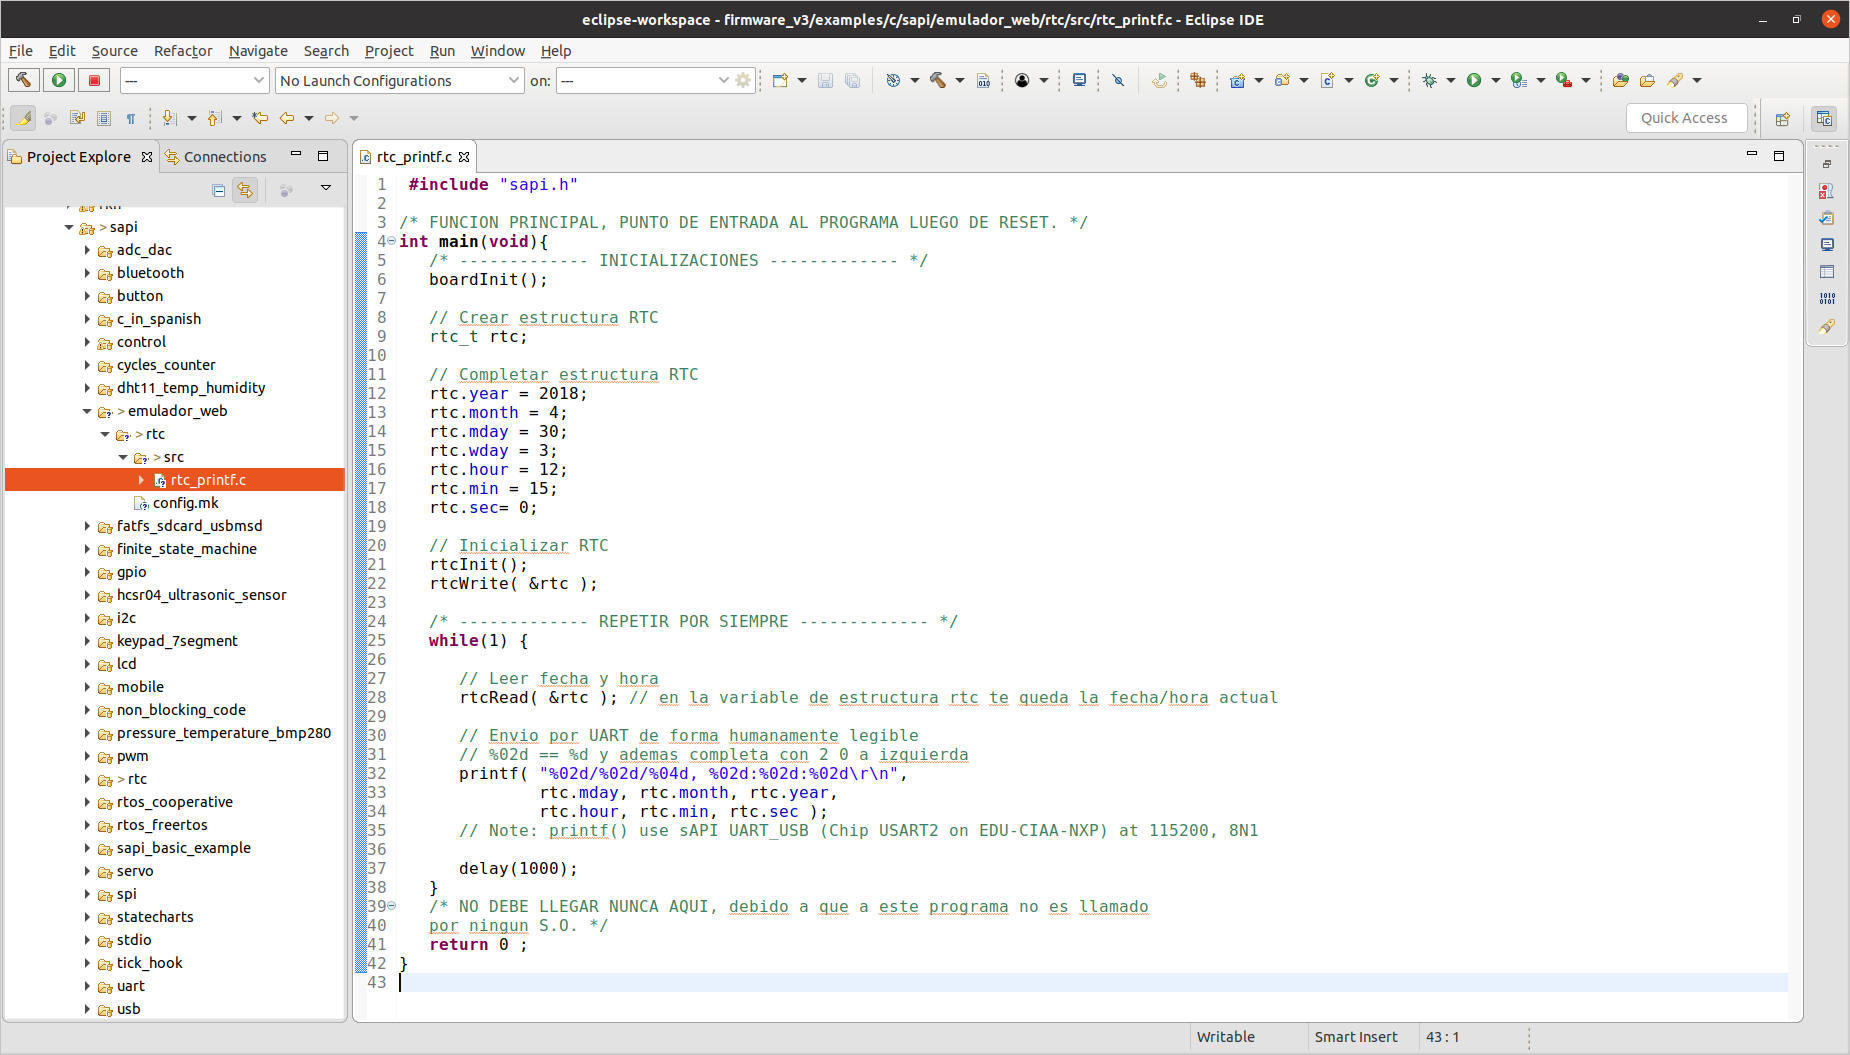 eclipse-workspace - firmware_v3/examples/c/sapi/emulador_web/rtc/src/rtc_printf.c - Eclipse IDE
File Edit Source Refactor Navigate Search Project Run Window Help
--- No Launch Configurations on: ---
Quick Access
Project Explore Connections
> sapi
adc_dac
bluetooth
button
c_in_spanish
control
cycles_counter
dht11_temp_humidity
> emulador_web
> rtc
> src
rtc_printf.c
config.mk
fatfs_sdcard_usbmsd
finite_state_machine
gpio
hcsr04_ultrasonic_sensor
i2c
keypad_7segment
lcd
mobile
non_blocking_code
pressure_temperature_bmp280
pwm
> rtc
rtos_cooperative
rtos_freertos
sapi_basic_example
servo
spi
statecharts
stdio
tick_hook
uart
usb
rtc_printf.c
1 #include "sapi.h"
2
3 /* FUNCION PRINCIPAL, PUNTO DE ENTRADA AL PROGRAMA LUEGO DE RESET. */
4 int main(void){
5 /* ------------- INICIALIZACIONES ------------- */
6 boardInit();
7
8 // Crear estructura RTC
9 rtc_t rtc;
10
11 // Completar estructura RTC
12 rtc.year = 2018;
13 rtc.month = 4;
14 rtc.mday = 30;
15 rtc.wday = 3;
16 rtc.hour = 12;
17 rtc.min = 15;
18 rtc.sec= 0;
19
20 // Inicializar RTC
21 rtcInit();
22 rtcWrite( &rtc );
23
24 /* ------------- REPETIR POR SIEMPRE ------------- */
25 while(1) {
26
27 // Leer fecha y hora
28 rtcRead( &rtc ); // en la variable de estructura rtc te queda la fecha/hora actual
29
30 // Envio por UART de forma humanamente legible
31 // %02d == %d y ademas completa con 2 0 a izquierda
32 printf( "%02d/%02d/%04d, %02d:%02d:%02d\r\n",
33 rtc.mday, rtc.month, rtc.year,
34 rtc.hour, rtc.min, rtc.sec );
35 // Note: printf() use sAPI UART_USB (Chip USART2 on EDU-CIAA-NXP) at 115200, 8N1
36
37 delay(1000);
38 }
39 /* NO DEBE LLEGAR NUNCA AQUI, debido a que a este programa no es llamado
40 por ningun S.O. */
41 return 0 ;
42 }
43
Writable Smart Insert 43 : 1